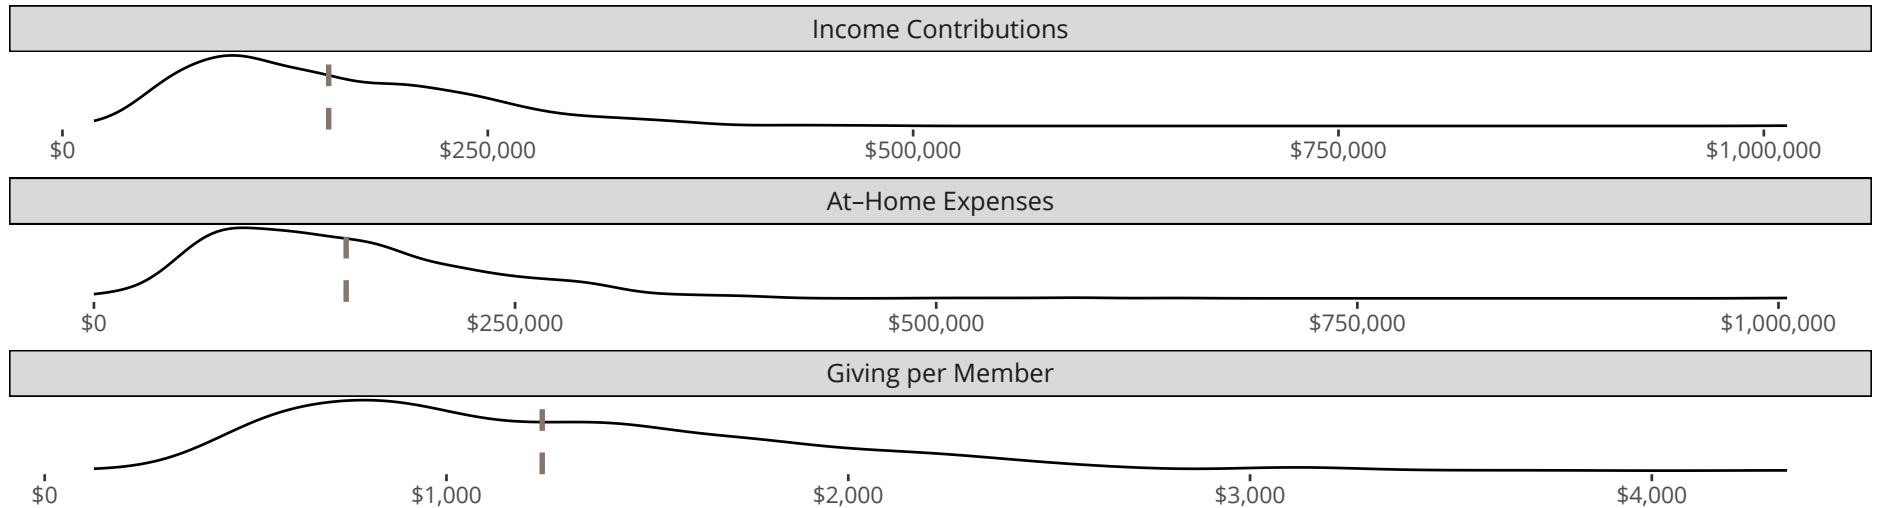 Income Contributions
$0 $250,000 $500,000 $750,000 $1,000,000
At–Home Expenses
$0 $250,000 $500,000 $750,000 $1,000,000
Giving per Member
$0 $1,000 $2,000 $3,000 $4,000